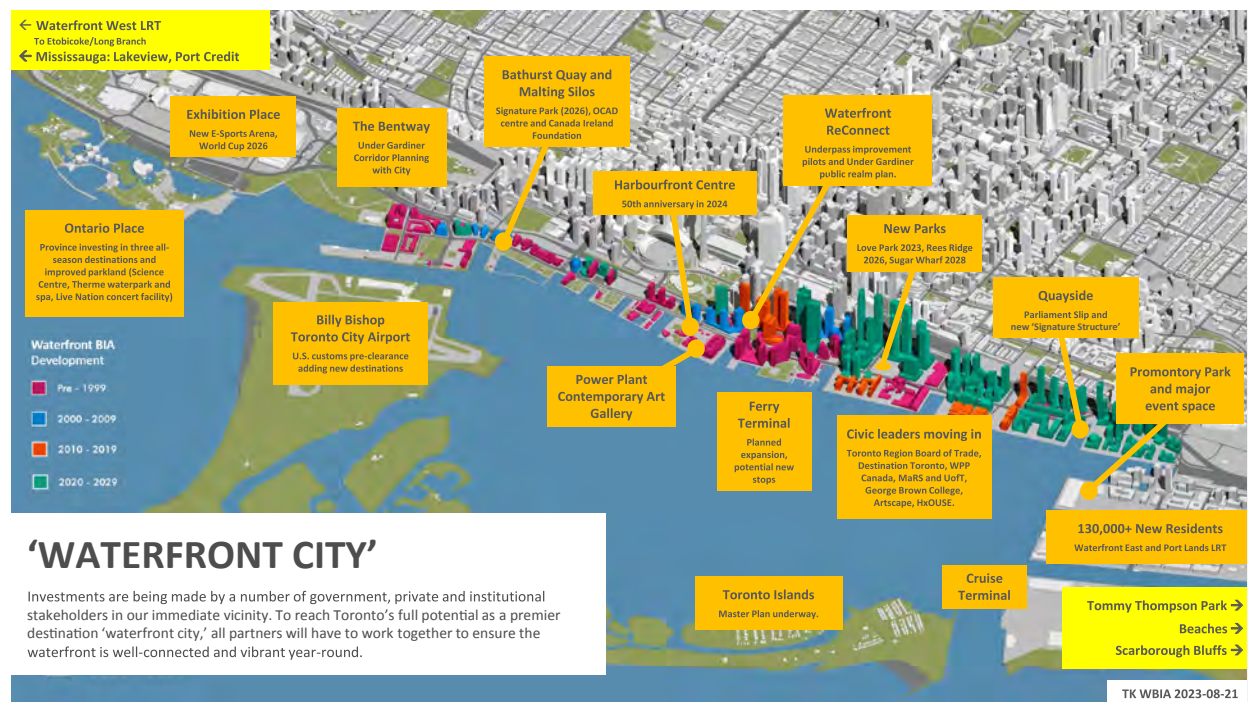 ← Waterfront West LRT
To Etobicoke/Long Branch
← Mississauga: Lakeview, Port Credit
Exhibition Place
New E-Sports Arena,
World Cup 2026
The Bentway
Under Gardiner
Corridor Planning
with City
Bathurst Quay and
Malting Silos
Signature Park (2026), OCAD
centre and Canada Ireland
Foundation
Waterfront
ReConnect
Underpass improvement
pilots and Under Gardiner
public realm plan.
Harbourfront Centre
50th anniversary in 2024
New Parks
Love Park 2023, Rees Ridge
2026, Sugar Wharf 2028
Ontario Place
Province investing in three all-
season destinations and
improved parkland (Science
Centre, Therme waterpark and
spa, Live Nation concert facility)
Quayside
Parliament Slip and
new ‘Signature Structure’
Billy Bishop
Toronto City Airport
U.S. customs pre-clearance
adding new destinations
Waterfront BIA
Development
Pre - 1999
2000 - 2009
2010 - 2019
2020 - 2029
Promontory Park
and major
event space
Power Plant
Contemporary Art
Gallery
Ferry
Terminal
Planned
expansion,
potential new
stops
Civic leaders moving in
Toronto Region Board of Trade,
Destination Toronto, WPP
Canada, MaRS and UofT,
George Brown College,
Artscape, HxOUSE.
130,000+ New Residents
Waterfront East and Port Lands LRT
‘WATERFRONT CITY’
Investments are being made by a number of government, private and institutional
stakeholders in our immediate vicinity. To reach Toronto’s full potential as a premier
destination ‘waterfront city,’ all partners will have to work together to ensure the
waterfront is well-connected and vibrant year-round.
Toronto Islands
Master Plan underway.
Cruise
Terminal
Tommy Thompson Park →
Beaches →
Scarborough Bluffs →
TK WBIA 2023-08-21